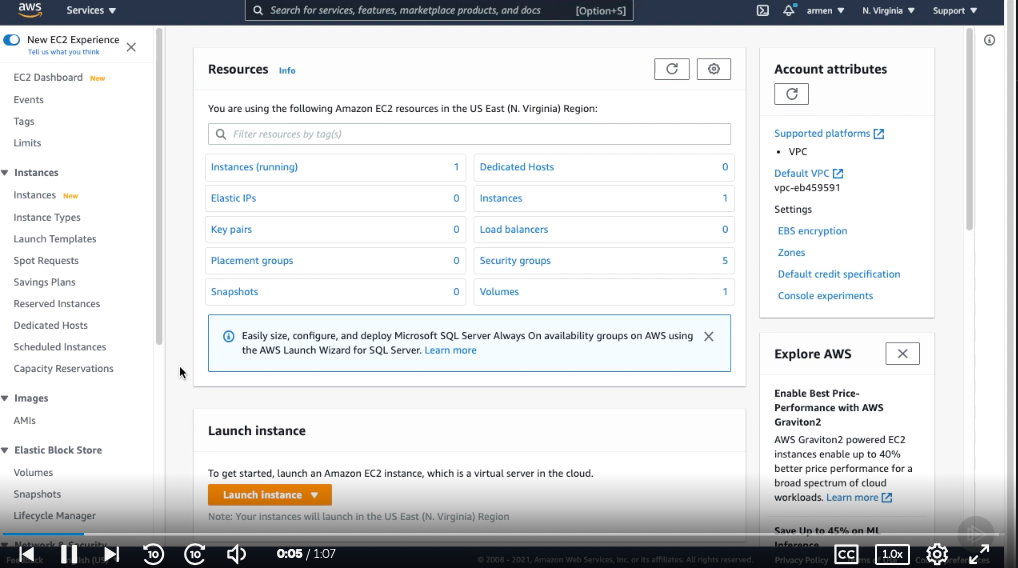 aws
Services
Search for services, features, marketplace products, and docs
[Option+S]
armen
N. Virginia
Support
New EC2 Experience
Tell us what you think
EC2 Dashboard New
Events
Tags
Limits
Instances
Instances New
Instance Types
Launch Templates
Spot Requests
Savings Plans
Reserved Instances
Dedicated Hosts
Scheduled Instances
Capacity Reservations
Images
AMIs
Elastic Block Store
Volumes
Snapshots
Lifecycle Manager
Network & Security
Resources Info
You are using the following Amazon EC2 resources in the US East (N. Virginia) Region:
Filter resources by tag(s)
Instances (running) 1
Dedicated Hosts 0
Elastic IPs 0
Instances 1
Key pairs 0
Load balancers 0
Placement groups 0
Security groups 5
Snapshots 0
Volumes 1
Easily size, configure, and deploy Microsoft SQL Server Always On availability groups on AWS using
the AWS Launch Wizard for SQL Server. Learn more
Launch instance
To get started, launch an Amazon EC2 instance, which is a virtual server in the cloud.
Launch instance
Note: Your instances will launch in the US East (N. Virginia) Region
Account attributes
Supported platforms
• VPC
Default VPC
vpc-eb459591
Settings
EBS encryption
Zones
Default credit specification
Console experiments
Explore AWS
Enable Best Price-
Performance with AWS
Graviton2
AWS Graviton2 powered EC2
instances enable up to 40%
better price performance for a
broad spectrum of cloud
workloads. Learn more
Save Up to 45% on ML
Inference
10
10
0:05 / 1:07
CC
1.0x
© 2008 - 2021, Amazon Web Services, Inc. or its affiliates. All rights reserved.
Privacy Policy